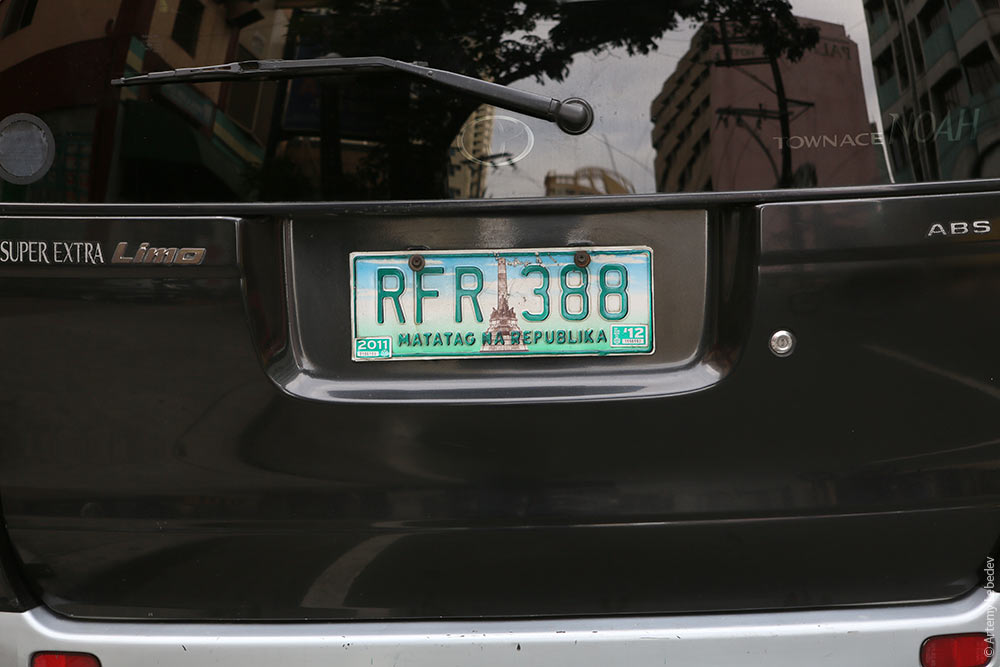 TOWNACE NOAH
SUPER EXTRA Limo
ABS
RFR 388
2011
'12
MATATAG NA REPUBLIKA
© Artemy Lebedev